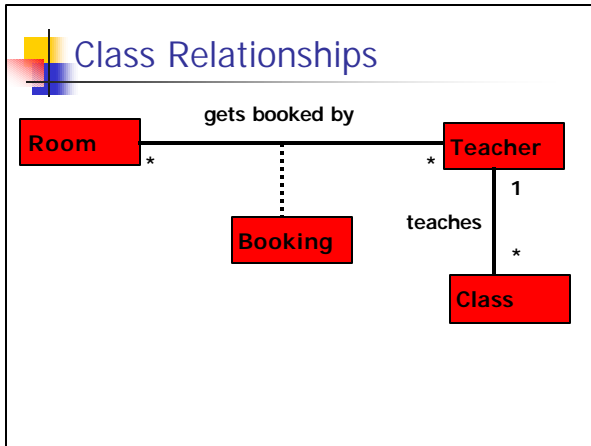 Class Relationships
gets booked by
Room
Teacher
*
*
1
teaches
Booking
*
Class